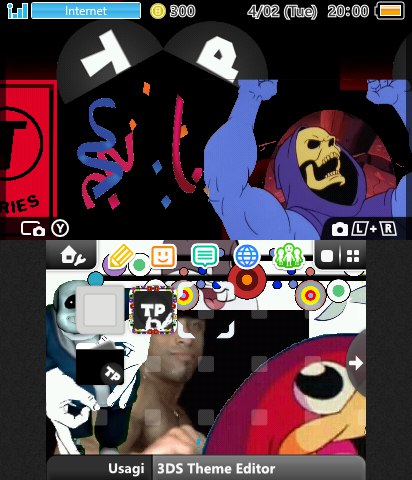 Internet 300 4/02 (Tue) 20:00
T P
T
RIES
Y L+R
TP
TP
Usagi 3DS Theme Editor